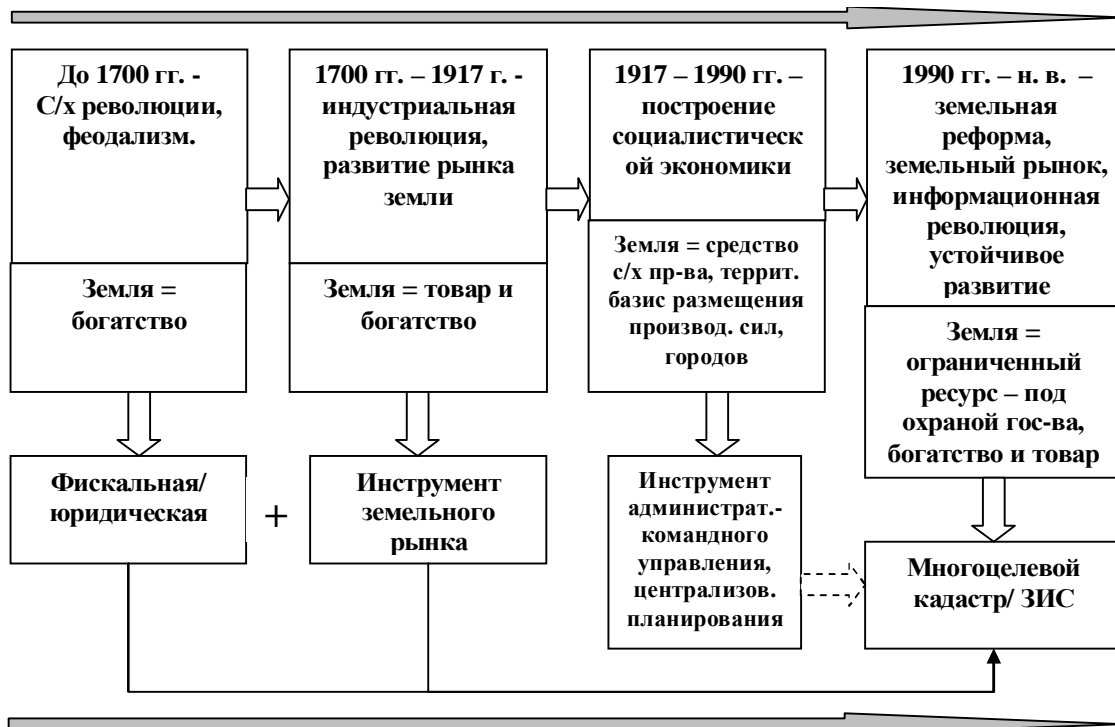 До 1700 гг. -
С/х революции,
феодализм.
Земля =
богатство
1700 гг. – 1917 г. -
индустриальная
революция,
развитие рынка
земли
Земля = товар и
богатство
1917 – 1990 гг. –
построение
социалистическ
ой экономики
Земля = средство
с/х пр-ва, террит.
базис размещения
производ. сил,
городов
1990 гг. – н. в. –
земельная
реформа,
земельный рынок,
информационная
революция,
устойчивое
развитие
Земля =
ограниченный
ресурс – под
охраной гос-ва,
богатство и товар
Фискальная/
юридическая
+
Инструмент
земельного
рынка
Инструмент
администрат.-
командного
управления,
централизов.
планирования
Многоцелевой
кадастр/ ЗИС